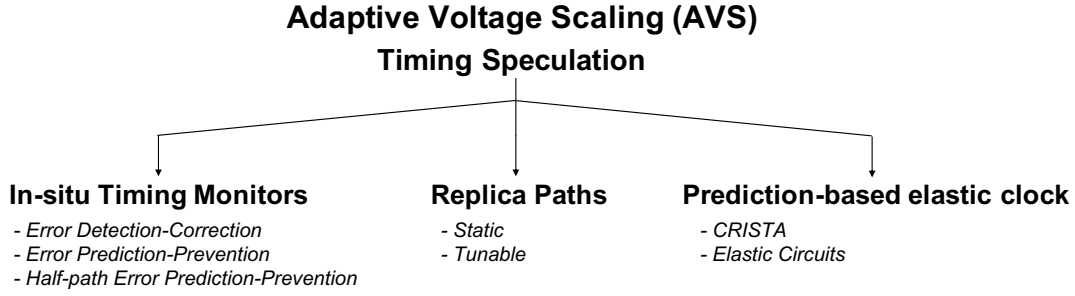 Adaptive Voltage Scaling (AVS)
Timing Speculation
In-situ Timing Monitors
- Error Detection-Correction
- Error Prediction-Prevention
- Half-path Error Prediction-Prevention
Replica Paths
- Static
- Tunable
Prediction-based elastic clock
- CRISTA
- Elastic Circuits